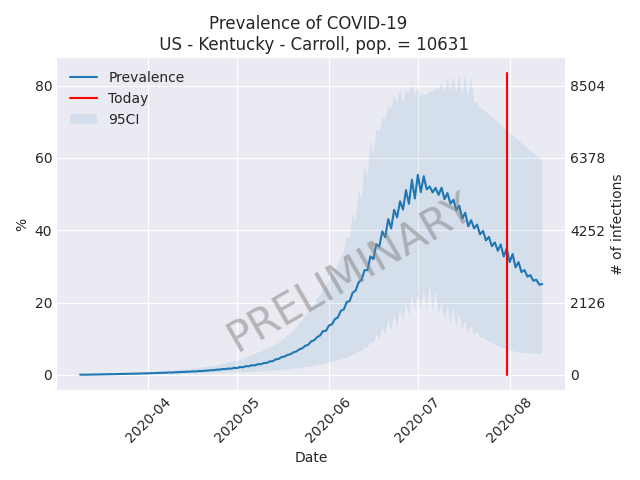 Prevalence of COVID-19
US - Kentucky - Carroll, pop. = 10631
Prevalence
Today
95CI
80
60
40
20
0
%
8504
6378
4252
2126
0
# of infections
PRELIMINARY
2020-04
2020-05
2020-06
2020-07
2020-08
Date